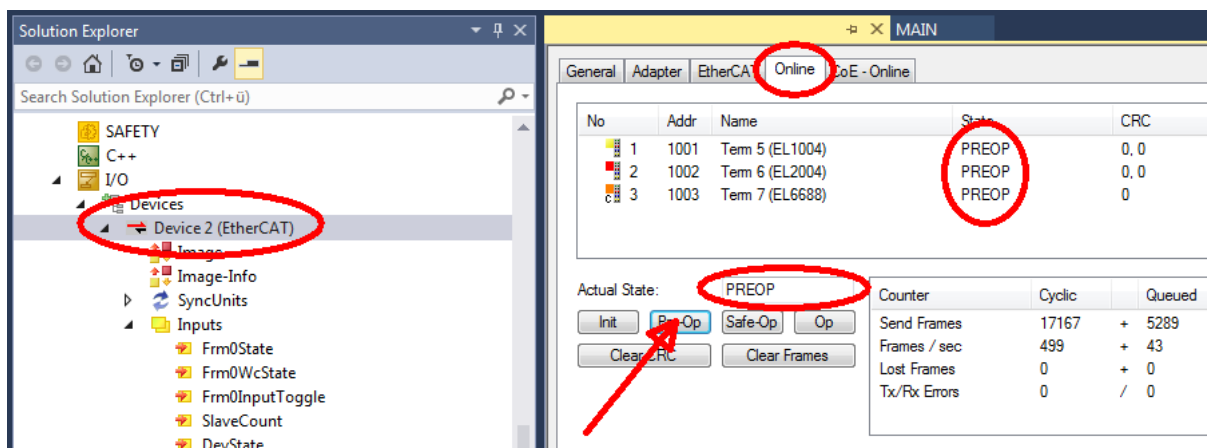 Solution Explorer
Search Solution Explorer (Ctrl+ü)
SAFETY
C++
I/O
Devices
Device 2 (EtherCAT)
Image
Image-Info
SyncUnits
Inputs
Frm0State
Frm0WcState
Frm0InputToggle
SlaveCount
DevState
MAIN
General Adapter EtherCAT Online CoE - Online
No Addr Name State CRC
1 1001 Term 5 (EL1004) PREOP 0, 0
2 1002 Term 6 (EL2004) PREOP 0, 0
3 1003 Term 7 (EL6688) PREOP 0
Actual State: PREOP
Init Pre-Op Safe-Op Op
Clear CRC Clear Frames
Counter Cyclic Queued
Send Frames 17167 + 5289
Frames / sec 499 + 43
Lost Frames 0 + 0
Tx/Rx Errors 0 / 0